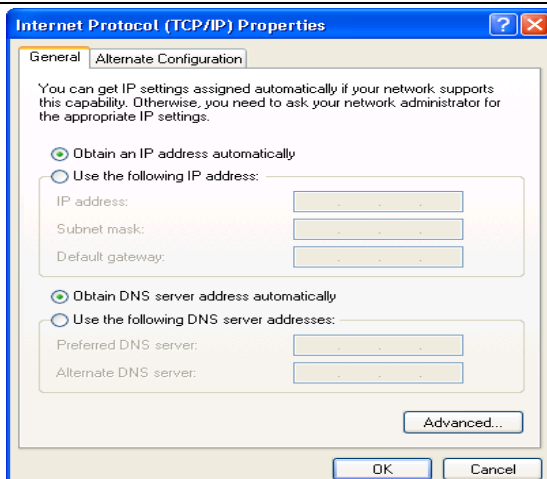 Internet Protocol (TCP/IP) Properties
General Alternate Configuration
You can get IP settings assigned automatically if your network supports
this capability. Otherwise, you need to ask your network administrator for
the appropriate IP settings.
Obtain an IP address automatically
Use the following IP address:
IP address:
Subnet mask:
Default gateway:
Obtain DNS server address automatically
Use the following DNS server addresses:
Preferred DNS server:
Alternate DNS server:
Advanced...
OK Cancel